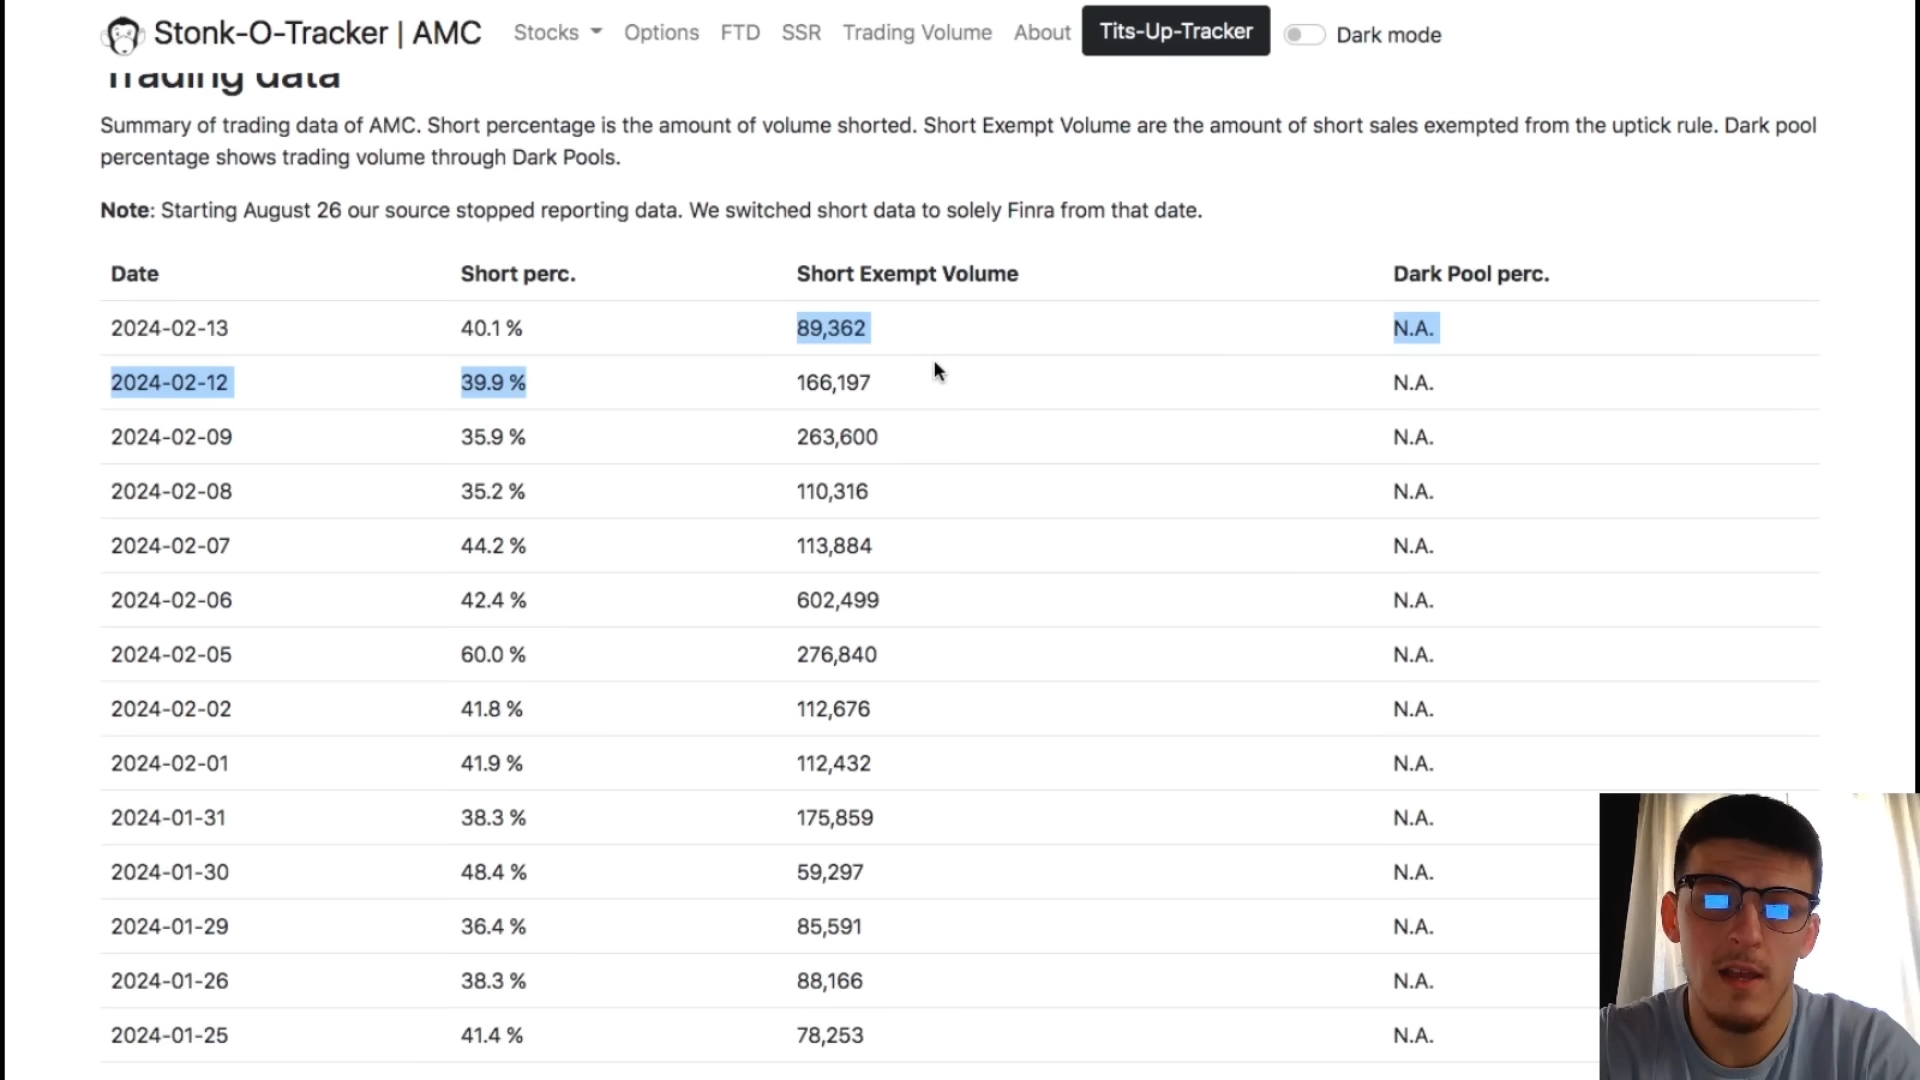 Stonk-O-Tracker | AMC Stocks Options FTD SSR Trading Volume About Tits-Up-Tracker Dark mode
Trading data
Summary of trading data of AMC. Short percentage is the amount of volume shorted. Short Exempt Volume are the amount of short sales exempted from the uptick rule. Dark pool
percentage shows trading volume through Dark Pools.
Note: Starting August 26 our source stopped reporting data. We switched short data to solely Finra from that date.
Date Short perc. Short Exempt Volume Dark Pool perc.
2024-02-13 40.1 % 89,362 N.A.
2024-02-12 39.9 % 166,197 N.A.
2024-02-09 35.9 % 263,600 N.A.
2024-02-08 35.2 % 110,316 N.A.
2024-02-07 44.2 % 113,884 N.A.
2024-02-06 42.4 % 602,499 N.A.
2024-02-05 60.0 % 276,840 N.A.
2024-02-02 41.8 % 112,676 N.A.
2024-02-01 41.9 % 112,432 N.A.
2024-01-31 38.3 % 175,859 N.A.
2024-01-30 48.4 % 59,297 N.A.
2024-01-29 36.4 % 85,591 N.A.
2024-01-26 38.3 % 88,166 N.A.
2024-01-25 41.4 % 78,253 N.A.